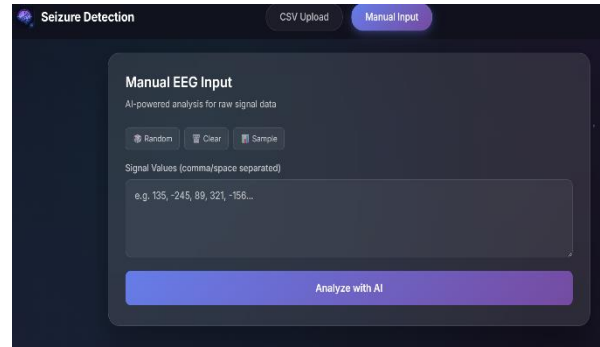 Seizure Detection
CSV Upload
Manual Input
Manual EEG Input
AI-powered analysis for raw signal data
Random
Clear
Sample
Signal Values (comma/space separated)
e.g. 135, -245, 89, 321, -156...
Analyze with AI